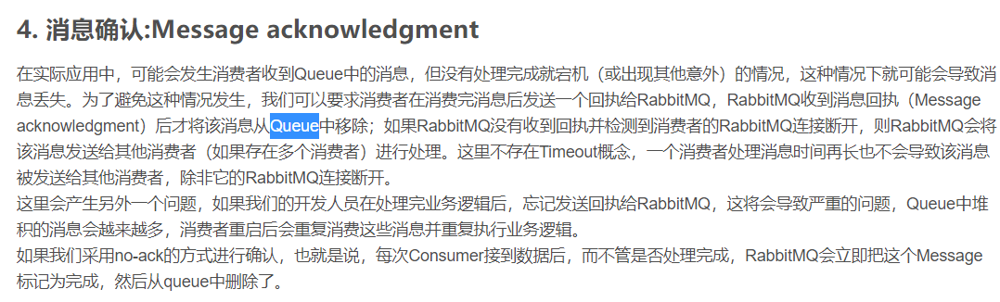 4. 消息确认:Message acknowledgment
在实际应用中，可能会发生消费者收到Queue中的消息，但没有处理完成就宕机（或出现其他意外）的情况，这种情况下就可能会导致消
息丢失。为了避免这种情况发生，我们可以要求消费者在消费完消息后发送一个回执给RabbitMQ，RabbitMQ收到消息回执（Message
acknowledgment）后才将该消息从Queue中移除；如果RabbitMQ没有收到回执并检测到消费者的RabbitMQ连接断开，则RabbitMQ会将
该消息发送给其他消费者（如果存在多个消费者）进行处理。这里不存在Timeout概念，一个消费者处理消息时间再长也不会导致该消息
被发送给其他消费者，除非它的RabbitMQ连接断开。
这里会产生另外一个问题，如果我们的开发人员在处理完业务逻辑后，忘记发送回执给RabbitMQ，这将会导致严重的问题，Queue中堆
积的消息会越来越多，消费者重启后会重复消费这些消息并重复执行业务逻辑。
如果我们采用no-ack的方式进行确认，也就是说，每次Consumer接到数据后，而不管是否处理完成，RabbitMQ会立即把这个Message
标记为完成，然后从queue中删除了。